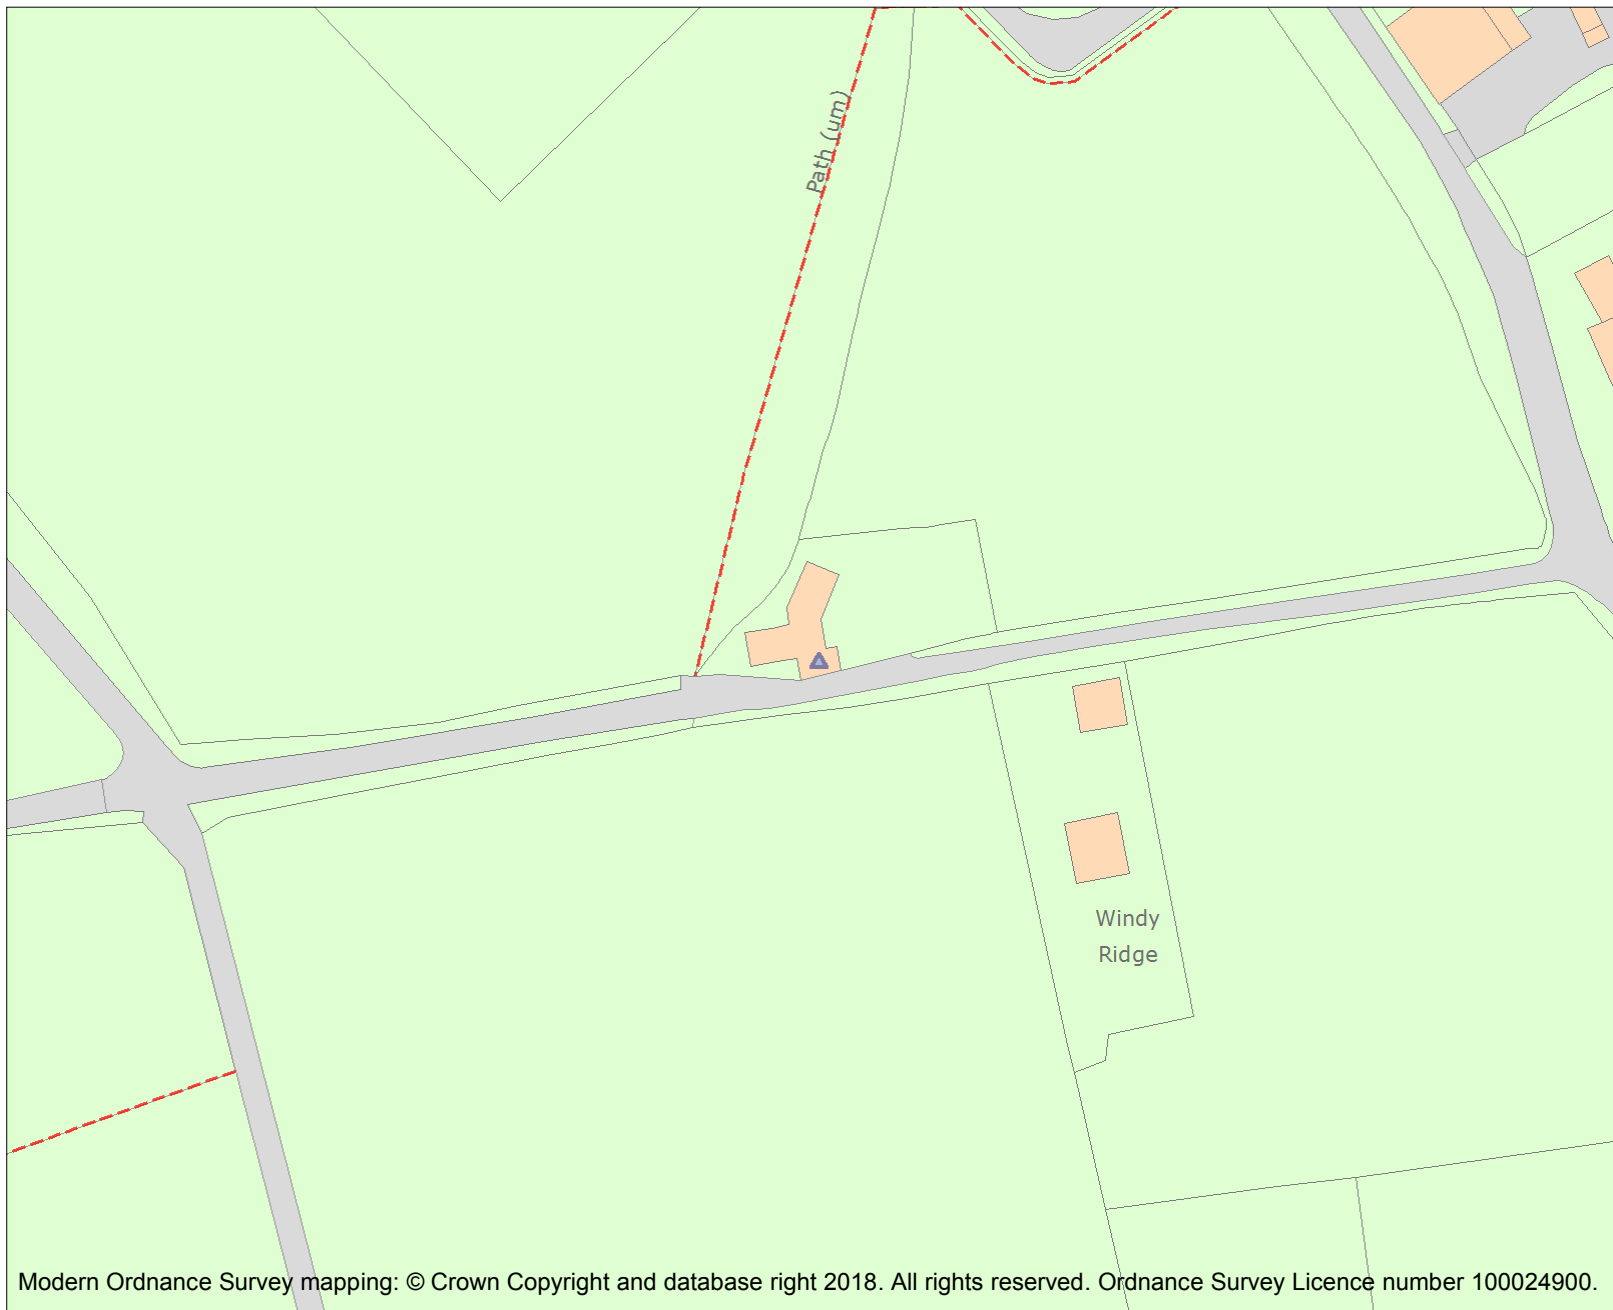 Path (um)
Windy
Ridge
Modern Ordnance Survey mapping: © Crown Copyright and database right 2018. All rights reserved. Ordnance Survey Licence number 100024900.